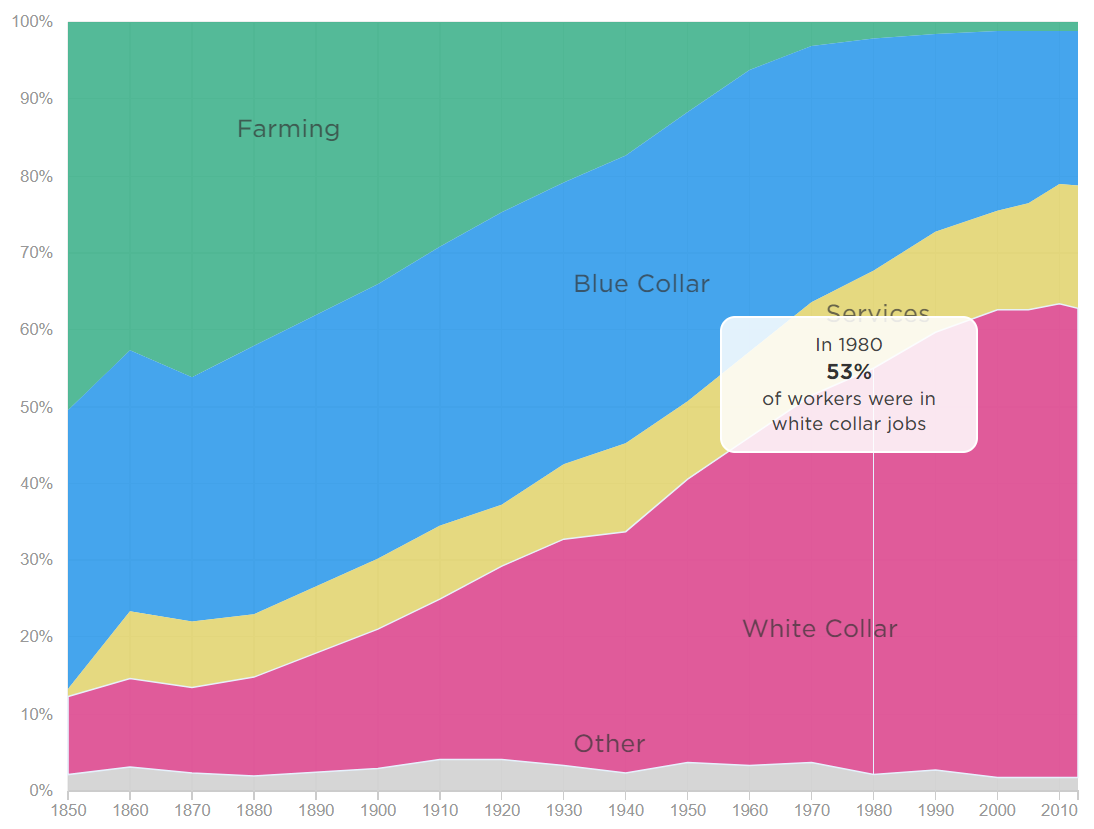 100%
90%
80%
70%
60%
50%
40%
30%
20%
10%
0%
Farming
Blue Collar
Services
In 1980
53%
of workers were in
white collar jobs
White Collar
Other
1850 1860 1870 1880 1890 1900 1910 1920 1930 1940 1950 1960 1970 1980 1990 2000 2010